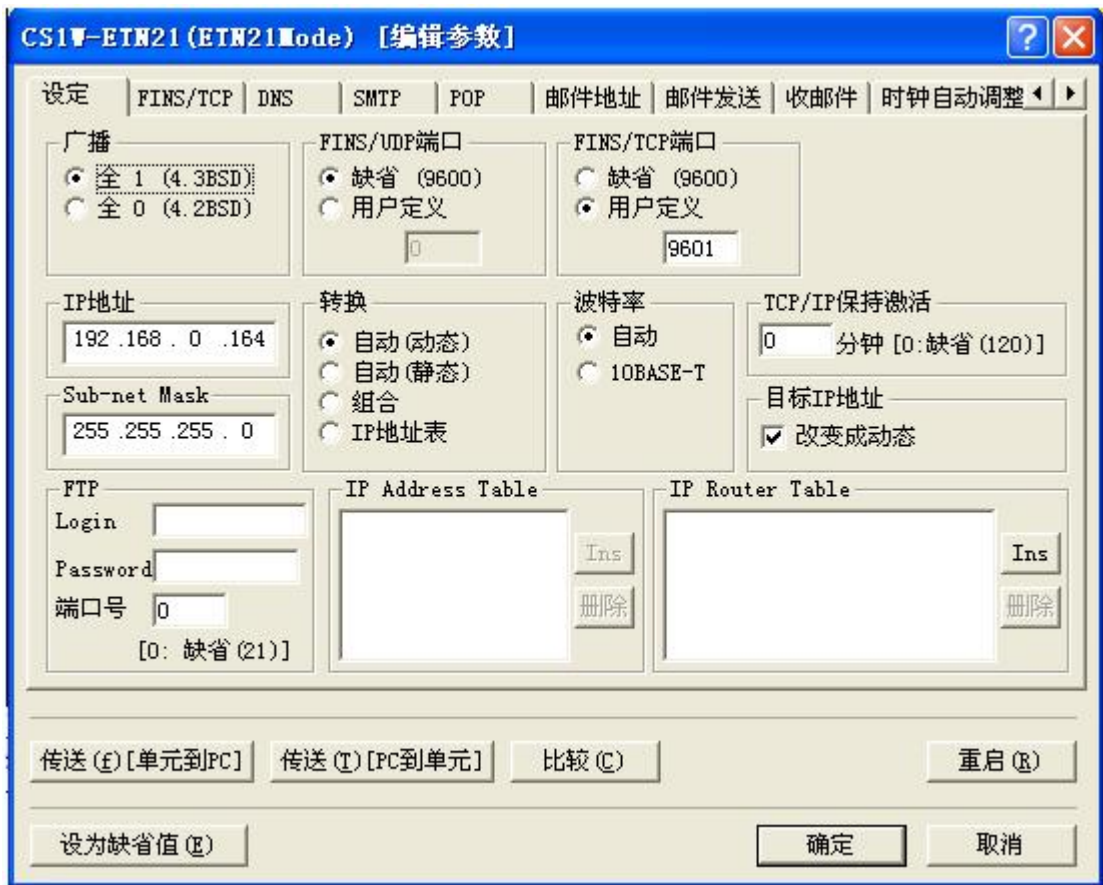 CS1W-ETN21(ETN21Mode) [编辑参数]
设定 FINS/TCP DNS SMTP POP 邮件地址 邮件发送 收邮件 时钟自动调整
广播
全 1 (4.3BSD)
全 0 (4.2BSD)
FINS/UDP端口
缺省 (9600)
用户定义
0
FINS/TCP端口
缺省 (9600)
用户定义
9601
IP地址
192 .168 . 0 .164
Sub-net Mask
255 .255 .255 . 0
转换
自动(动态)
自动(静态)
组合
IP地址表
波特率
自动
10BASE-T
TCP/IP保持激活
0 分钟 [0:缺省(120)]
目标IP地址
改变成动态
FTP
Login
Password
端口号 0
[0: 缺省(21)]
IP Address Table
Ins
删除
IP Router Table
Ins
删除
传送(f)[单元到PC] 传送(T)[PC到单元] 比较(C) 重启(R)
设为缺省值(E) 确定 取消